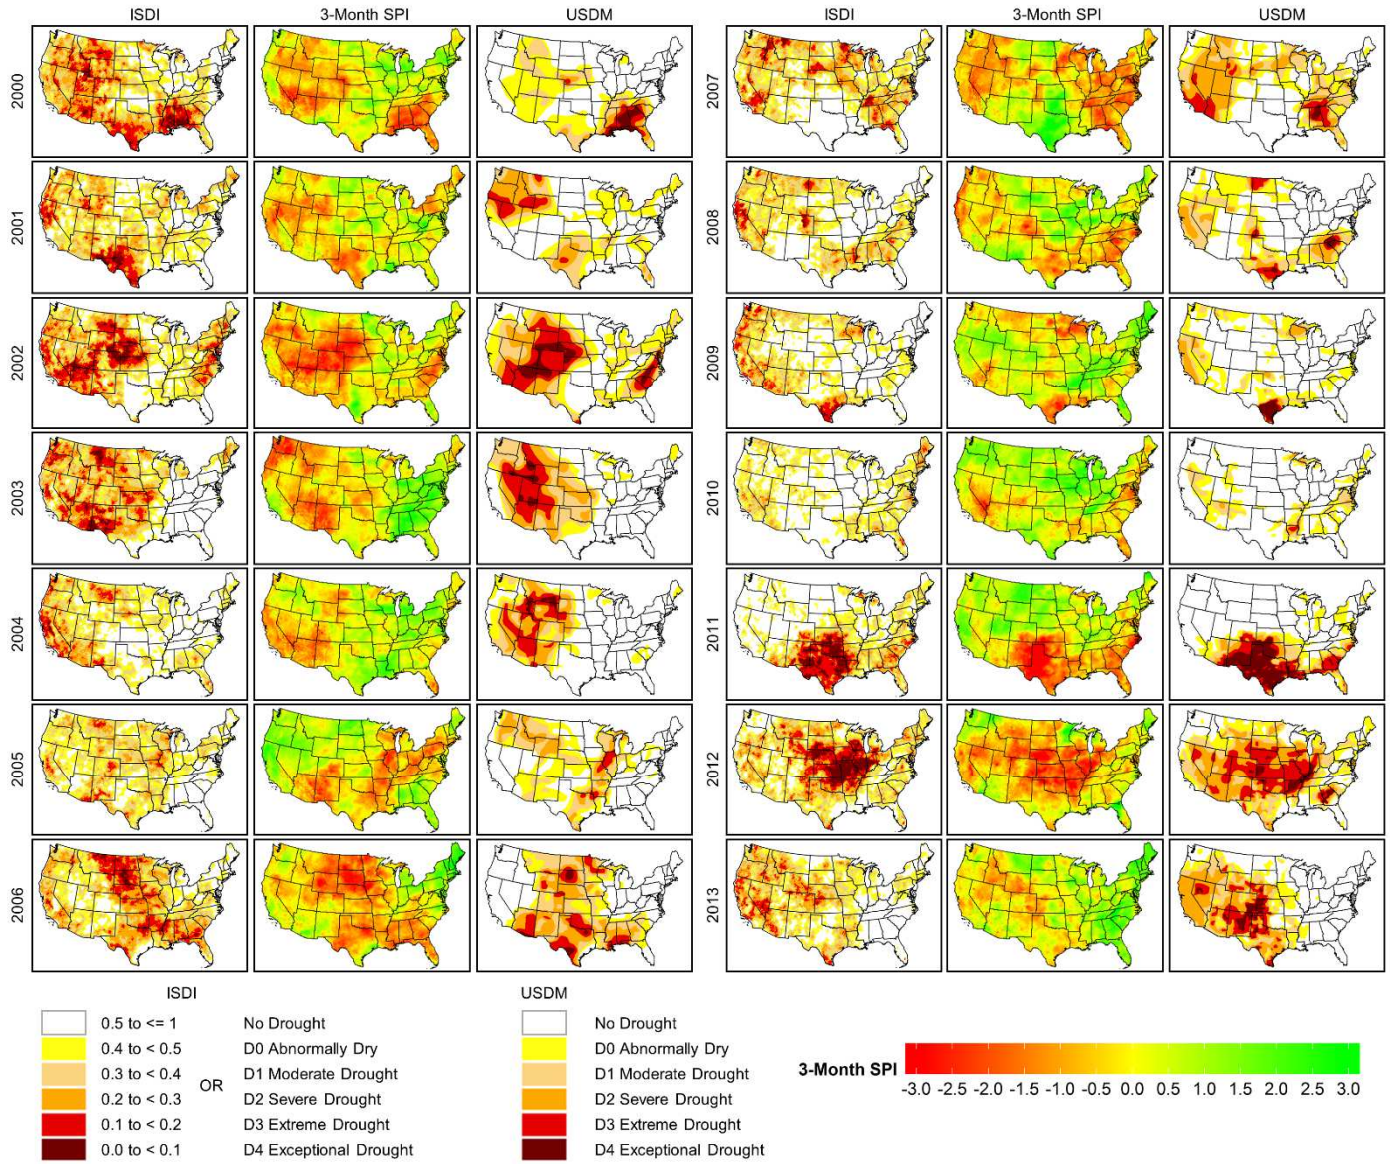 ISDI 3-Month SPI USDM ISDI 3-Month SPI USDM
2000 2007
2001 2008
2002 2009
2003 2010
2004 2011
2005 2012
2006 2013
ISDI USDM
0.5 to <= 1 No Drought No Drought
0.4 to < 0.5 D0 Abnormally Dry D0 Abnormally Dry
0.3 to < 0.4 D1 Moderate Drought D1 Moderate Drought
OR
0.2 to < 0.3 D2 Severe Drought D2 Severe Drought
0.1 to < 0.2 D3 Extreme Drought D3 Extreme Drought
0.0 to < 0.1 D4 Exceptional Drought D4 Exceptional Drought
3-Month SPI
-3.0 -2.5 -2.0 -1.5 -1.0 -0.5 0.0 0.5 1.0 1.5 2.0 2.5 3.0